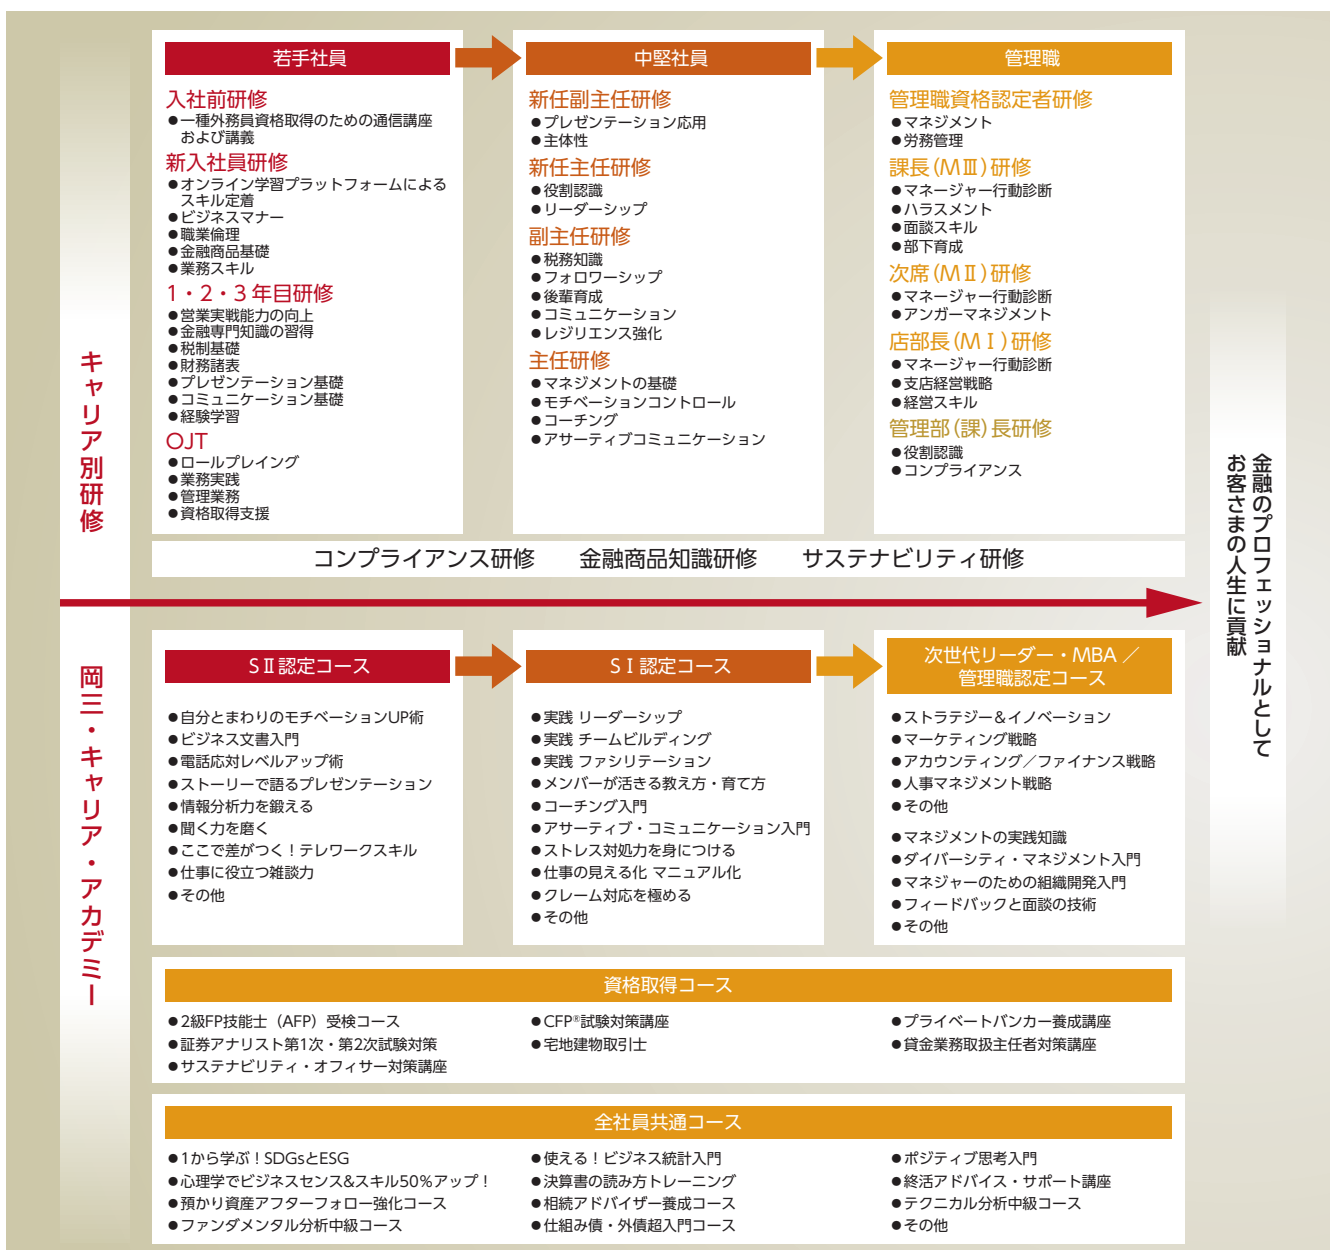 キャリア別研修
若手社員
入社前研修
●一種外務員資格取得のための通信講座
および講義
新入社員研修
●オンライン学習プラットフォームによる
スキル定着
●ビジネスマナー
●職業倫理
●金融商品基礎
●業務スキル
1・2・3年目研修
●営業実戦能力の向上
●金融専門知識の習得
●税制基礎
●財務諸表
●プレゼンテーション基礎
●コミュニケーション基礎
●経験学習
OJT
●ロールプレイング
●業務実践
●管理業務
●資格取得支援
中堅社員
新任副主任研修
●プレゼンテーション応用
●主体性
新任主任研修
●役割認識
●リーダーシップ
副主任研修
●税務知識
●フォロワーシップ
●後輩育成
●コミュニケーション
●レジリエンス強化
主任研修
●マネジメントの基礎
●モチベーションコントロール
●コーチング
●アサーティブコミュニケーション
管理職
管理職資格認定者研修
●マネジメント
●労務管理
課長(MⅢ)研修
●マネージャー行動診断
●ハラスメント
●面談スキル
●部下育成
次席(MⅡ)研修
●マネージャー行動診断
●アンガーマネジメント
店部長(MⅠ)研修
●マネージャー行動診断
●支店経営戦略
●経営スキル
管理部(課)長研修
●役割認識
●コンプライアンス
コンプライアンス研修 金融商品知識研修 サステナビリティ研修
岡三・キャリア・アカデミー
SⅡ認定コース
●自分とまわりのモチベーションUP術
●ビジネス文書入門
●電話応対レベルアップ術
●ストーリーで語るプレゼンテーション
●情報分析力を鍛える
●聞く力を磨く
●ここで差がつく!テレワークスキル
●仕事に役立つ雑談力
●その他
SⅠ認定コース
●実践 リーダーシップ
●実践 チームビルディング
●実践 ファシリテーション
●メンバーが活きる教え方・育て方
●コーチング入門
●アサーティブ・コミュニケーション入門
●ストレス対処力を身につける
●仕事の見える化 マニュアル化
●クレーム対応を極める
●その他
次世代リーダー・MBA/
管理職認定コース
●ストラテジー&イノベーション
●マーケティング戦略
●アカウンティング/ファイナンス戦略
●人事マネジメント戦略
●その他
●マネジメントの実践知識
●ダイバーシティ・マネジメント入門
●マネジャーのための組織開発入門
●フィードバックと面談の技術
●その他
資格取得コース
●2級FP技能士(AFP)受検コース
●証券アナリスト第1次・第2次試験対策
●サステナビリティ・オフィサー対策講座
●CFP®試験対策講座
●宅地建物取引士
●プライベートバンカー養成講座
●貸金業務取扱主任者対策講座
全社員共通コース
●1から学ぶ!SDGsとESG
●心理学でビジネスセンス&スキル50%アップ!
●預かり資産アフターフォロー強化コース
●ファンダメンタル分析中級コース
●使える!ビジネス統計入門
●決算書の読み方トレーニング
●相続アドバイザー養成コース
●仕組み債・外債超入門コース
●ポジティブ思考入門
●終活アドバイス・サポート講座
●テクニカル分析中級コース
●その他
金融のプロフェッショナルとして
お客さまの人生に貢献